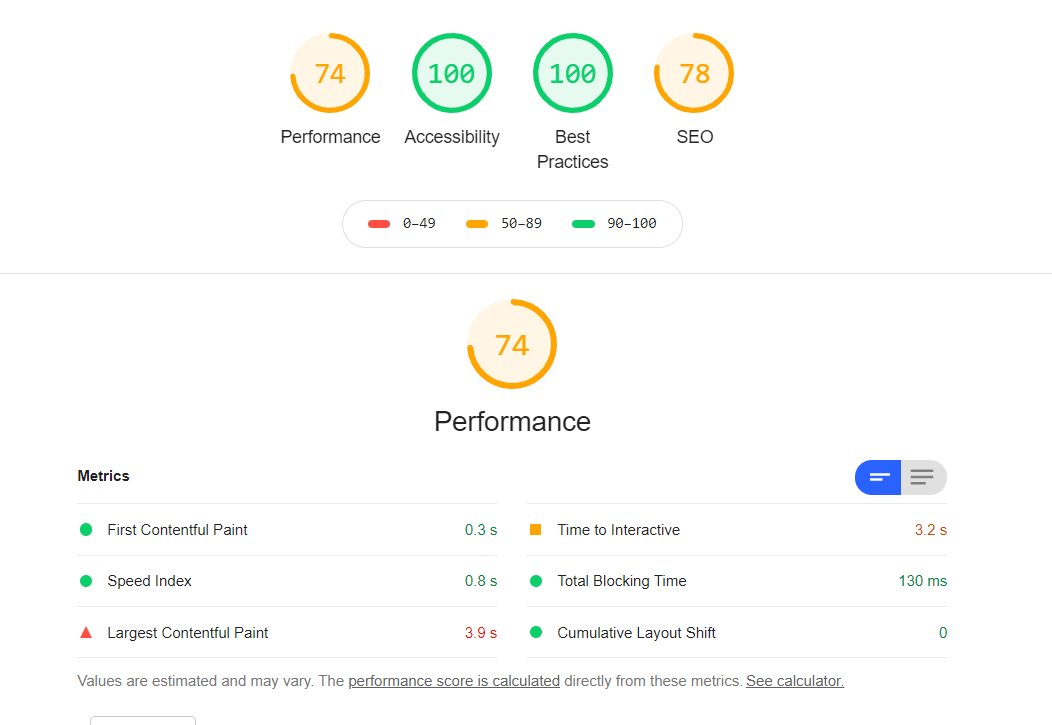 74 100 100 78
Performance Accessibility Best Practices SEO
0–49 50–89 90–100
74
Performance
Metrics
First Contentful Paint 0.3 s
Time to Interactive 3.2 s
Speed Index 0.8 s
Total Blocking Time 130 ms
Largest Contentful Paint 3.9 s
Cumulative Layout Shift 0
Values are estimated and may vary. The performance score is calculated directly from these metrics. See calculator.